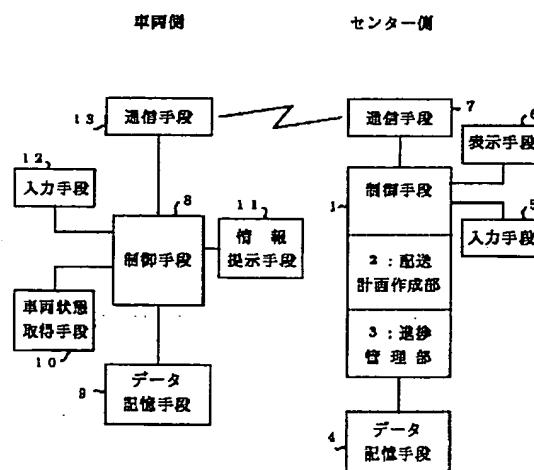 車両側
センター側
13
通信手段
7
通信手段
6
表示手段
12
入力手段
8
制御手段
11
情報
提示手段
1
制御手段
5
入力手段
2:配送
計画作成部
車両状態
取得手段
10
3:進捗
管理部
9
データ
記憶手段
4
データ
記憶手段